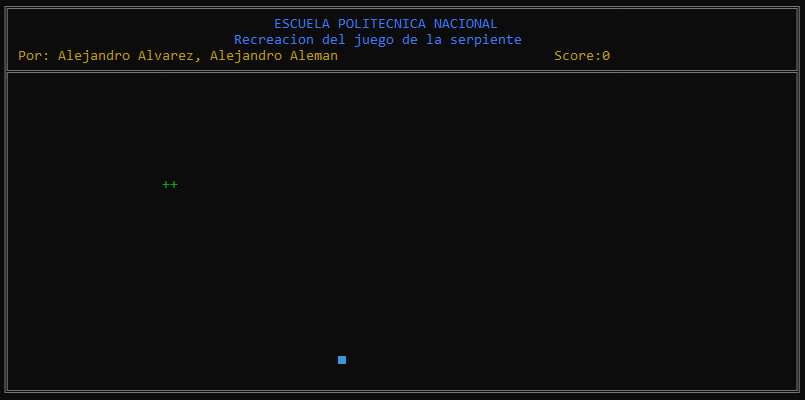 ESCUELA POLITECNICA NACIONAL
Recreacion del juego de la serpiente
Por: Alejandro Alvarez, Alejandro Aleman Score:0
++